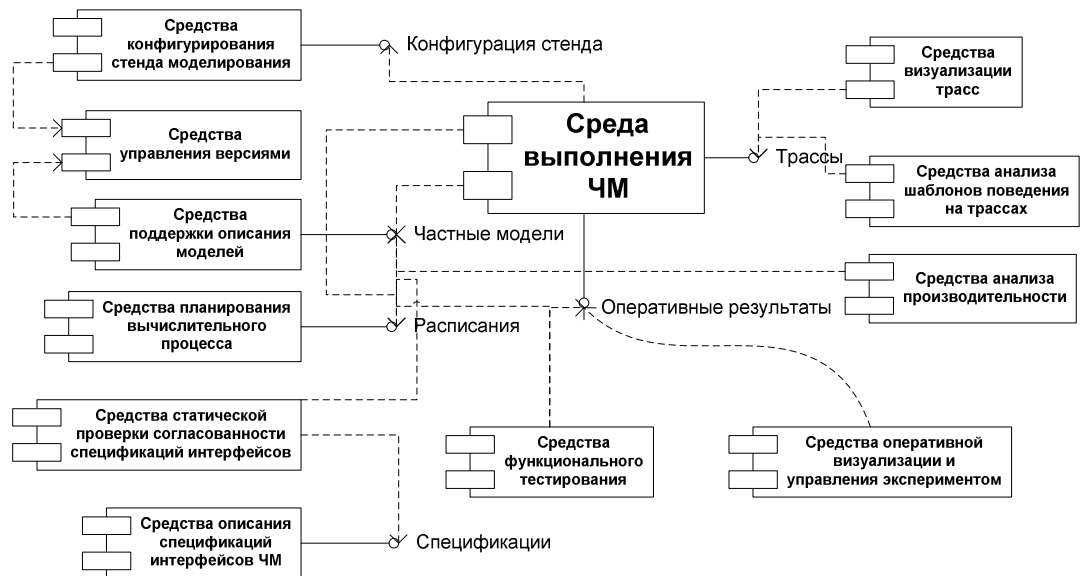 Средства
конфигурирования
стенда моделирования
Конфигурация стенда
Средства
визуализации
трасс
Средства
управления версиями
Среда
выполнения
ЧМ
Трассы
Средства анализа
шаблонов поведения
на трассах
Средства
поддержки описания
моделей
Частные модели
Средства анализа
производительности
Средства планирования
вычислительного
процесса
Расписания
Оперативные результаты
Средства статической
проверки согласованности
спецификаций интерфейсов
Средства
функционального
тестирования
Средства оперативной
визуализации и
управления экспериментом
Средства описания
спецификаций
интерфейсов ЧМ
Спецификации